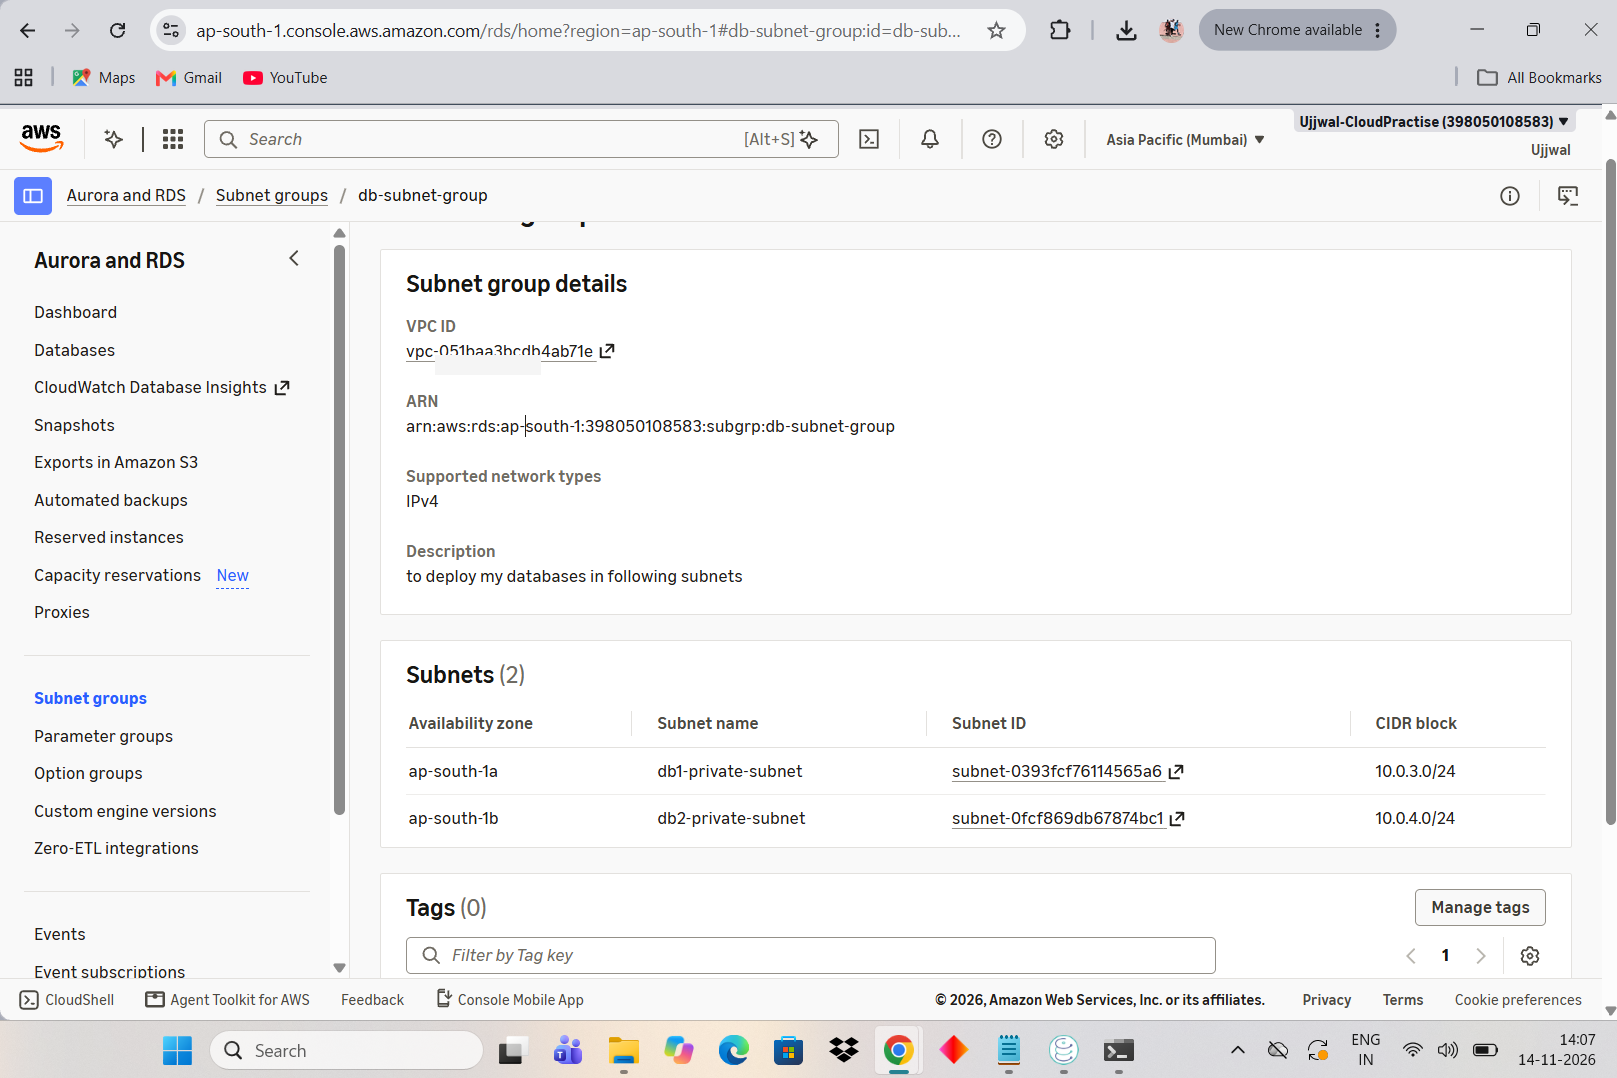 ap-south-1.console.aws.amazon.com/rds/home?region=ap-south-1#db-subnet-group:id=db-sub...
New Chrome available
Maps
Gmail
YouTube
All Bookmarks
aws
Search
[Alt+S]
Asia Pacific (Mumbai)
Ujjwal-CloudPractise (398050108583)
Ujjwal
Aurora and RDS / Subnet groups / db-subnet-group
Aurora and RDS
Dashboard
Databases
CloudWatch Database Insights
Snapshots
Exports in Amazon S3
Automated backups
Reserved instances
Capacity reservations New
Proxies
Subnet groups
Parameter groups
Option groups
Custom engine versions
Zero-ETL integrations
Events
Event subscriptions
Subnet group details
VPC ID
vpc-051baa3bcdb4ab71e
ARN
arn:aws:rds:ap-south-1:398050108583:subgrp:db-subnet-group
Supported network types
IPv4
Description
to deploy my databases in following subnets
Subnets (2)
Availability zone Subnet name Subnet ID CIDR block
ap-south-1a db1-private-subnet subnet-0393fcf76114565a6 10.0.3.0/24
ap-south-1b db2-private-subnet subnet-0fcf869db67874bc1 10.0.4.0/24
Tags (0)
Manage tags
Filter by Tag key
1
CloudShell
Agent Toolkit for AWS
Feedback
Console Mobile App
© 2026, Amazon Web Services, Inc. or its affiliates.
Privacy
Terms
Cookie preferences
Search
ENG
IN
14:07
14-11-2026